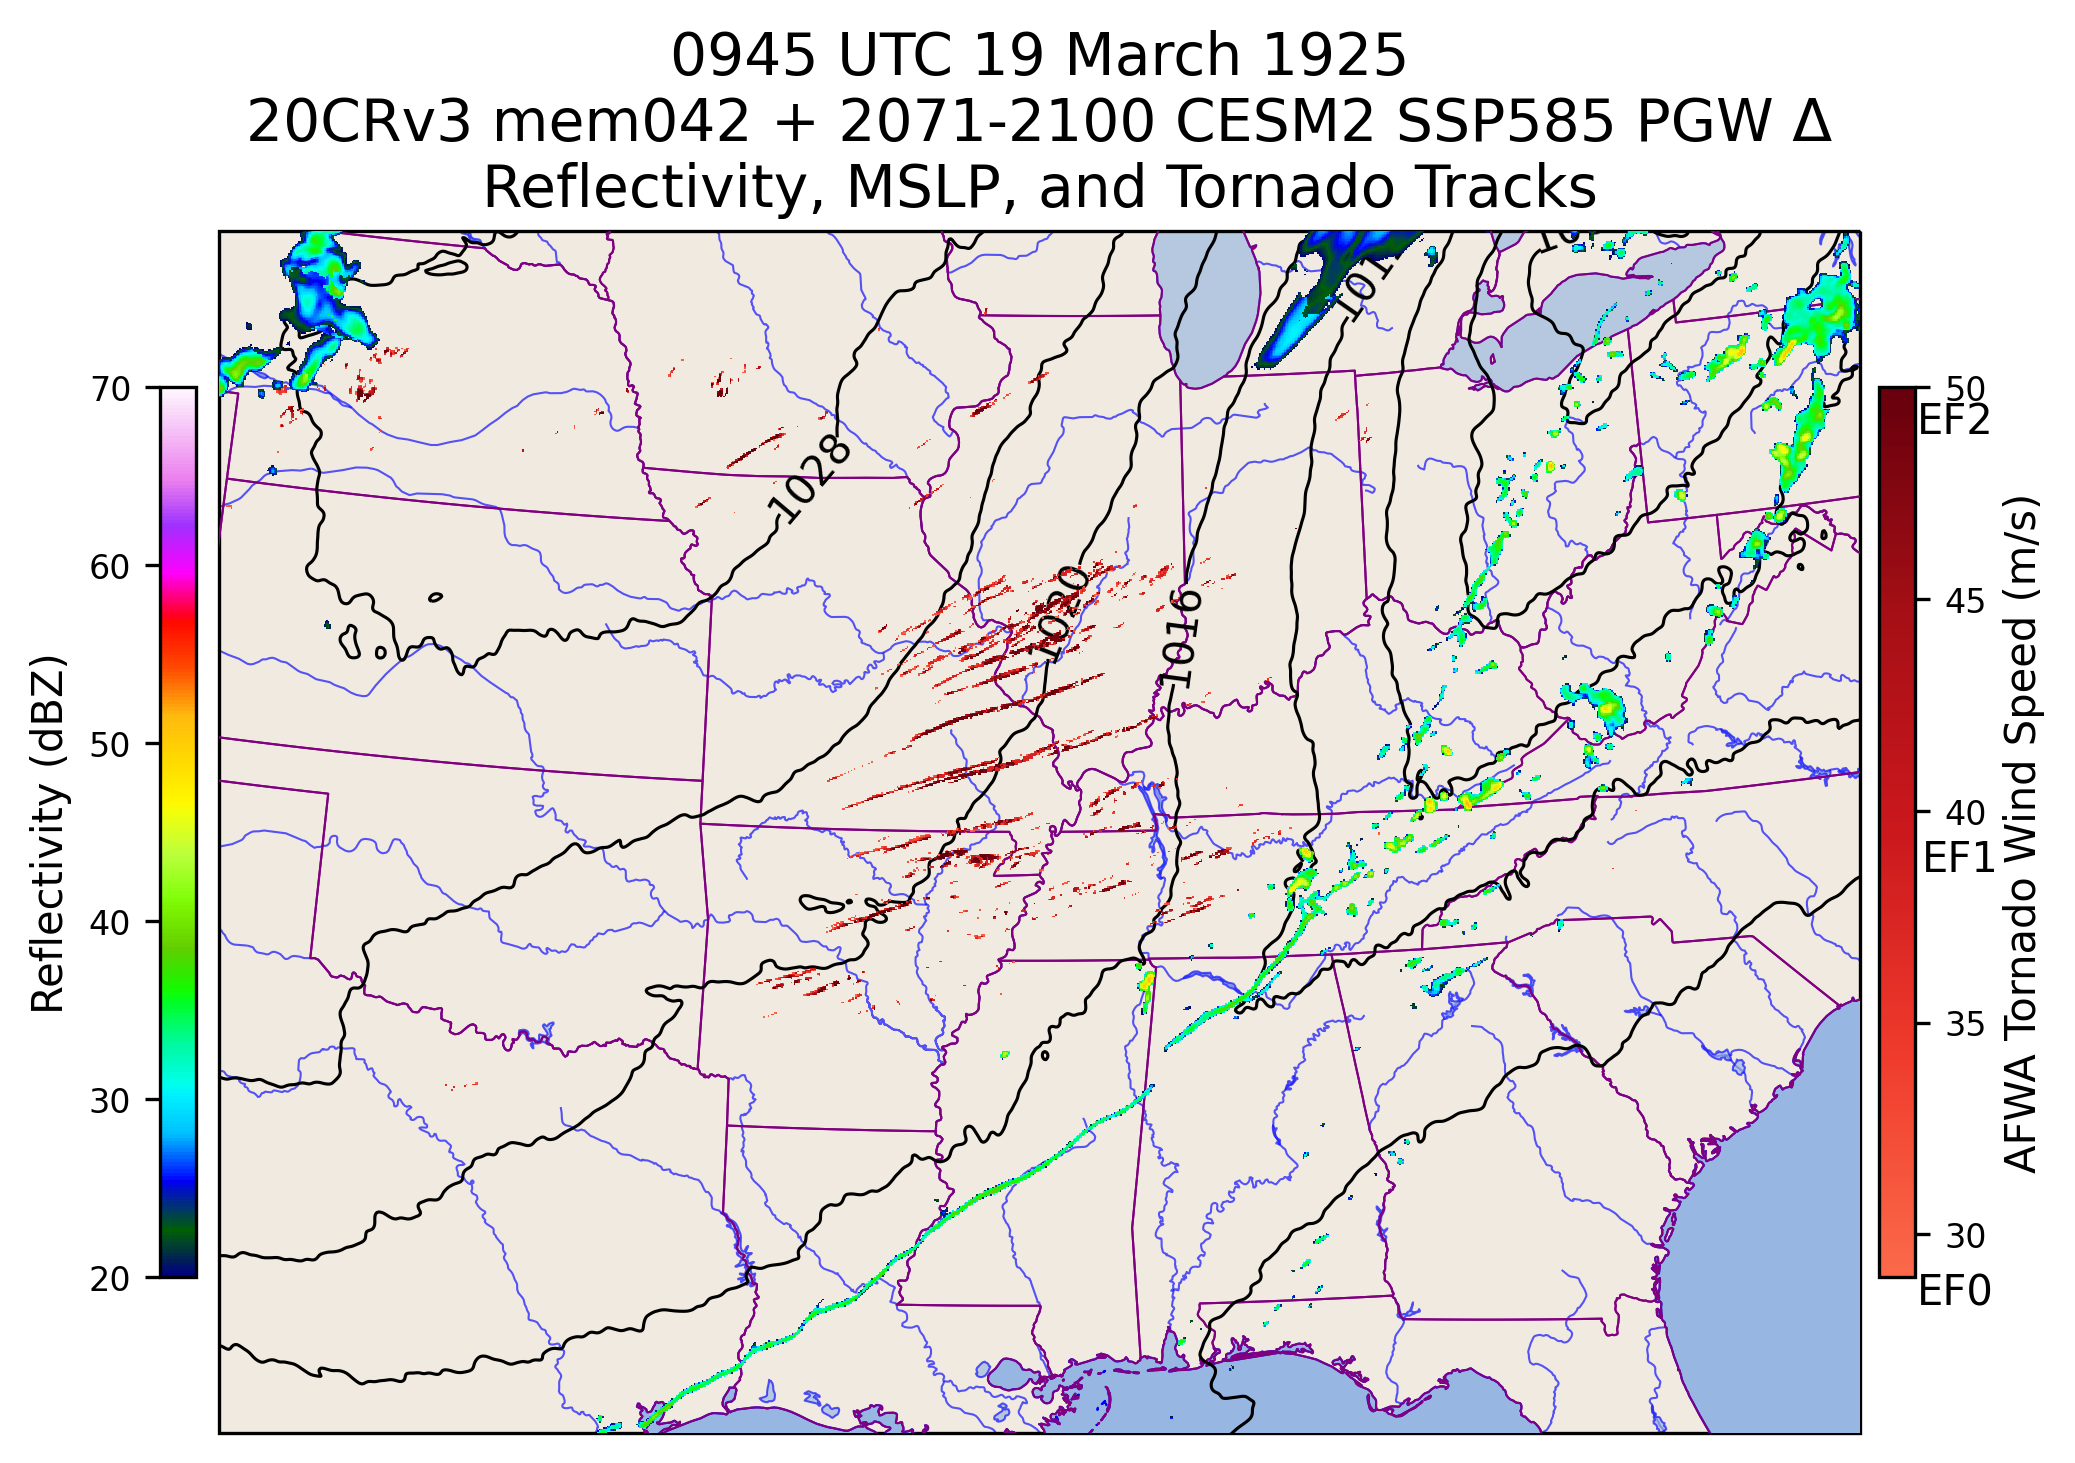 0945 UTC 19 March 1925
20CRv3 mem042 + 2071-2100 CESM2 SSP585 PGW Δ
Reflectivity, MSLP, and Tornado Tracks
Reflectivity (dBZ)
70
60
50
40
30
20
1028
1020
1016
50
EF2
45
40
EF1
35
30
EF0
AFWA Tornado Wind Speed (m/s)